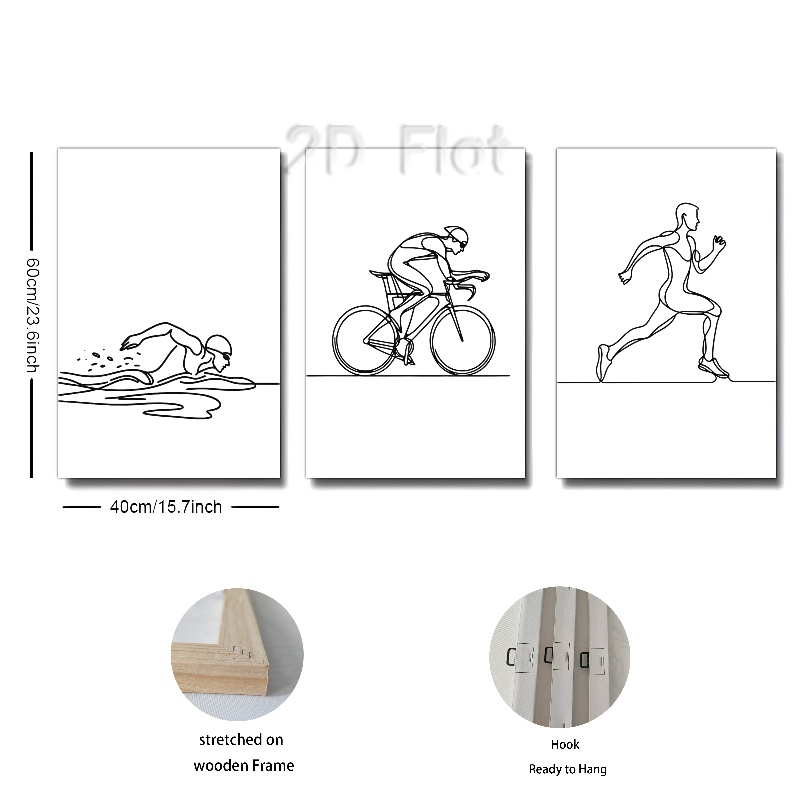 2D Flat
60cm/23.6inch
40cm/15.7inch
stretched on
wooden Frame
Hook
Ready to Hang